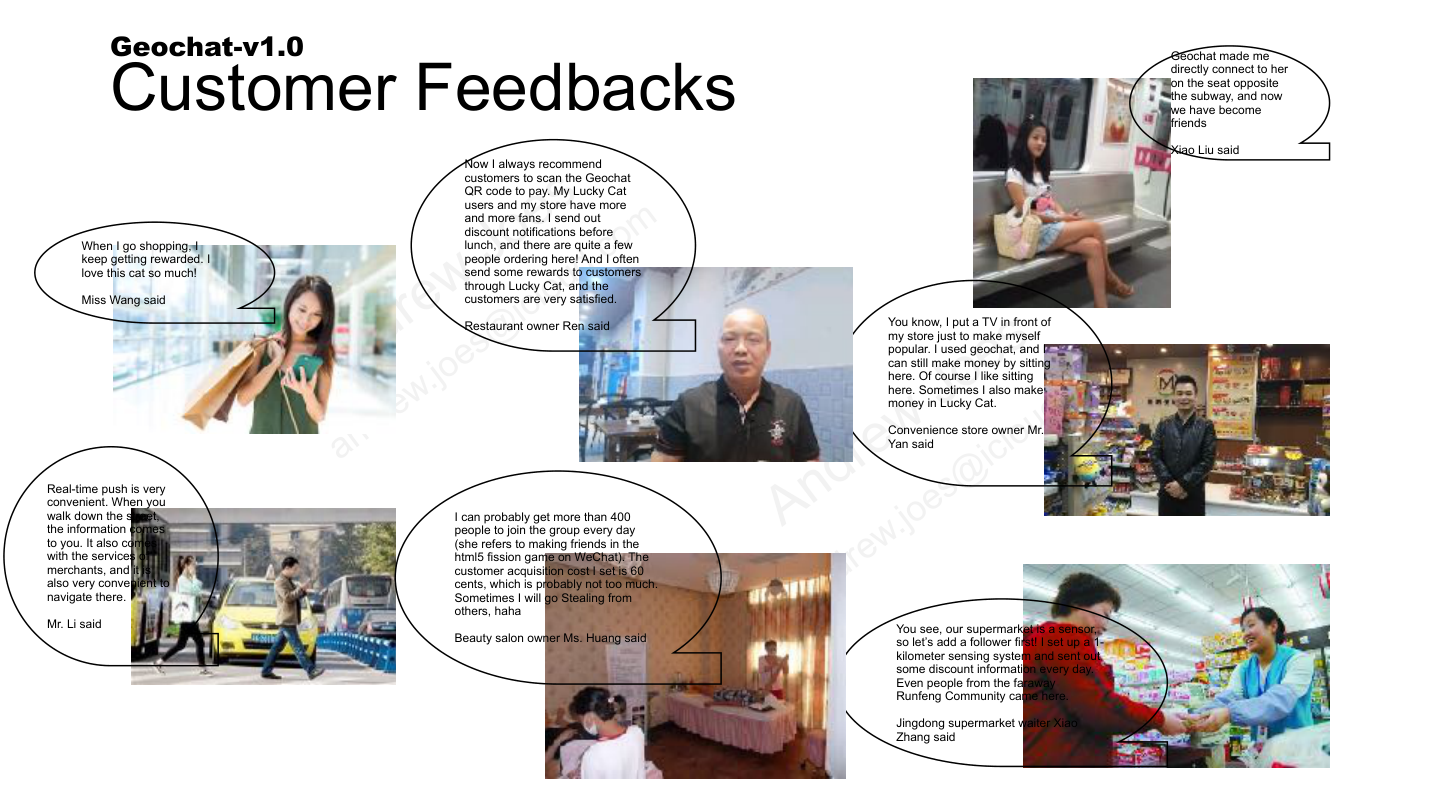 Geochat-v1.0
Customer Feedbacks
Geochat made me
directly connect to her
on the seat opposite
the subway, and now
we have become
friends
Xiao Liu said
Now I always recommend
customers to scan the Geochat
QR code to pay. My Lucky Cat
users and my store have more
and more fans. I send out
discount notifications before
lunch, and there are quite a few
people ordering here! And I often
send some rewards to customers
through Lucky Cat, and the
customers are very satisfied.
Restaurant owner Ren said
When I go shopping, I
keep getting rewarded. I
love this cat so much!
Miss Wang said
You know, I put a TV in front of
my store just to make myself
popular. I used geochat, and I
can still make money by sitting
here. Of course I like sitting
here. Sometimes I also make
money in Lucky Cat.
Convenience store owner Mr.
Yan said
Real-time push is very
convenient. When you
walk down the street,
the information comes
to you. It also comes
with the services of
merchants, and it is
also very convenient to
navigate there.
Mr. Li said
I can probably get more than 400
people to join the group every day
(she refers to making friends in the
html5 fission game on WeChat). The
customer acquisition cost I set is 60
cents, which is probably not too much.
Sometimes I will go Stealing from
others, haha
Beauty salon owner Ms. Huang said
You see, our supermarket is a sensor,
so let's add a follower first! I set up a 1-
kilometer sensing system and sent out
some discount information every day.
Even people from the faraway
Runfeng Community came here.
Jingdong supermarket waiter Xiao
Zhang said